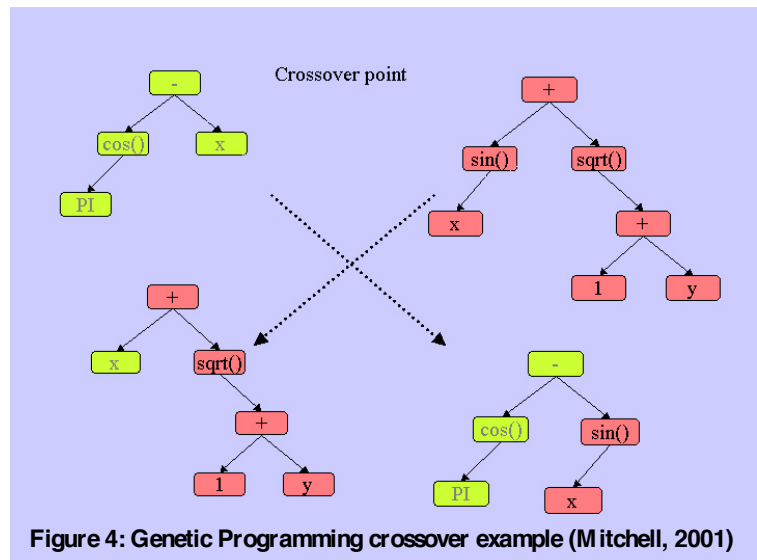 Crossover point
-
cos()
x
PI
+
sin()
sqrt()
x
+
1
y
+
x
sqrt()
+
1
y
-
cos()
sin()
PI
x
Figure 4: Genetic Programming crossover example (Mitchell, 2001)